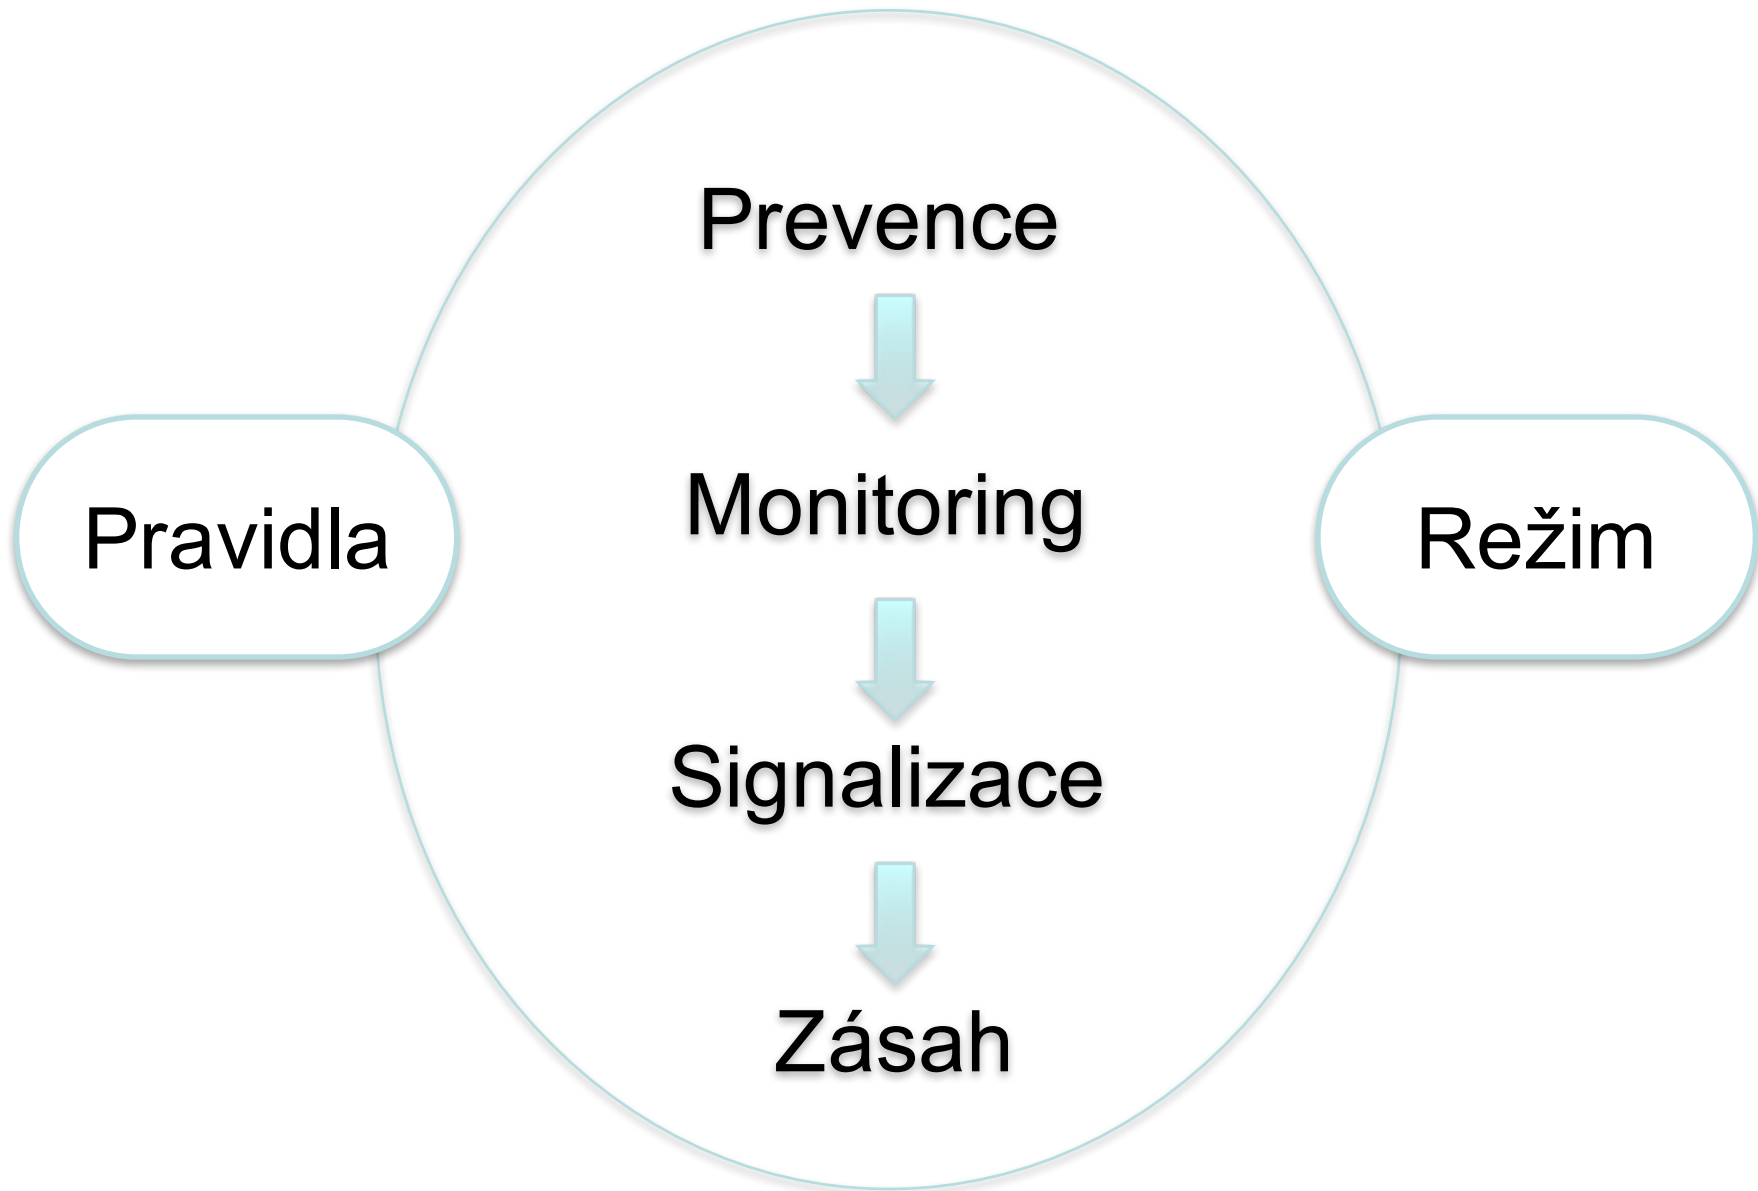 Prevence
Monitoring
Pravidla
Režim
Signalizace
Zásah